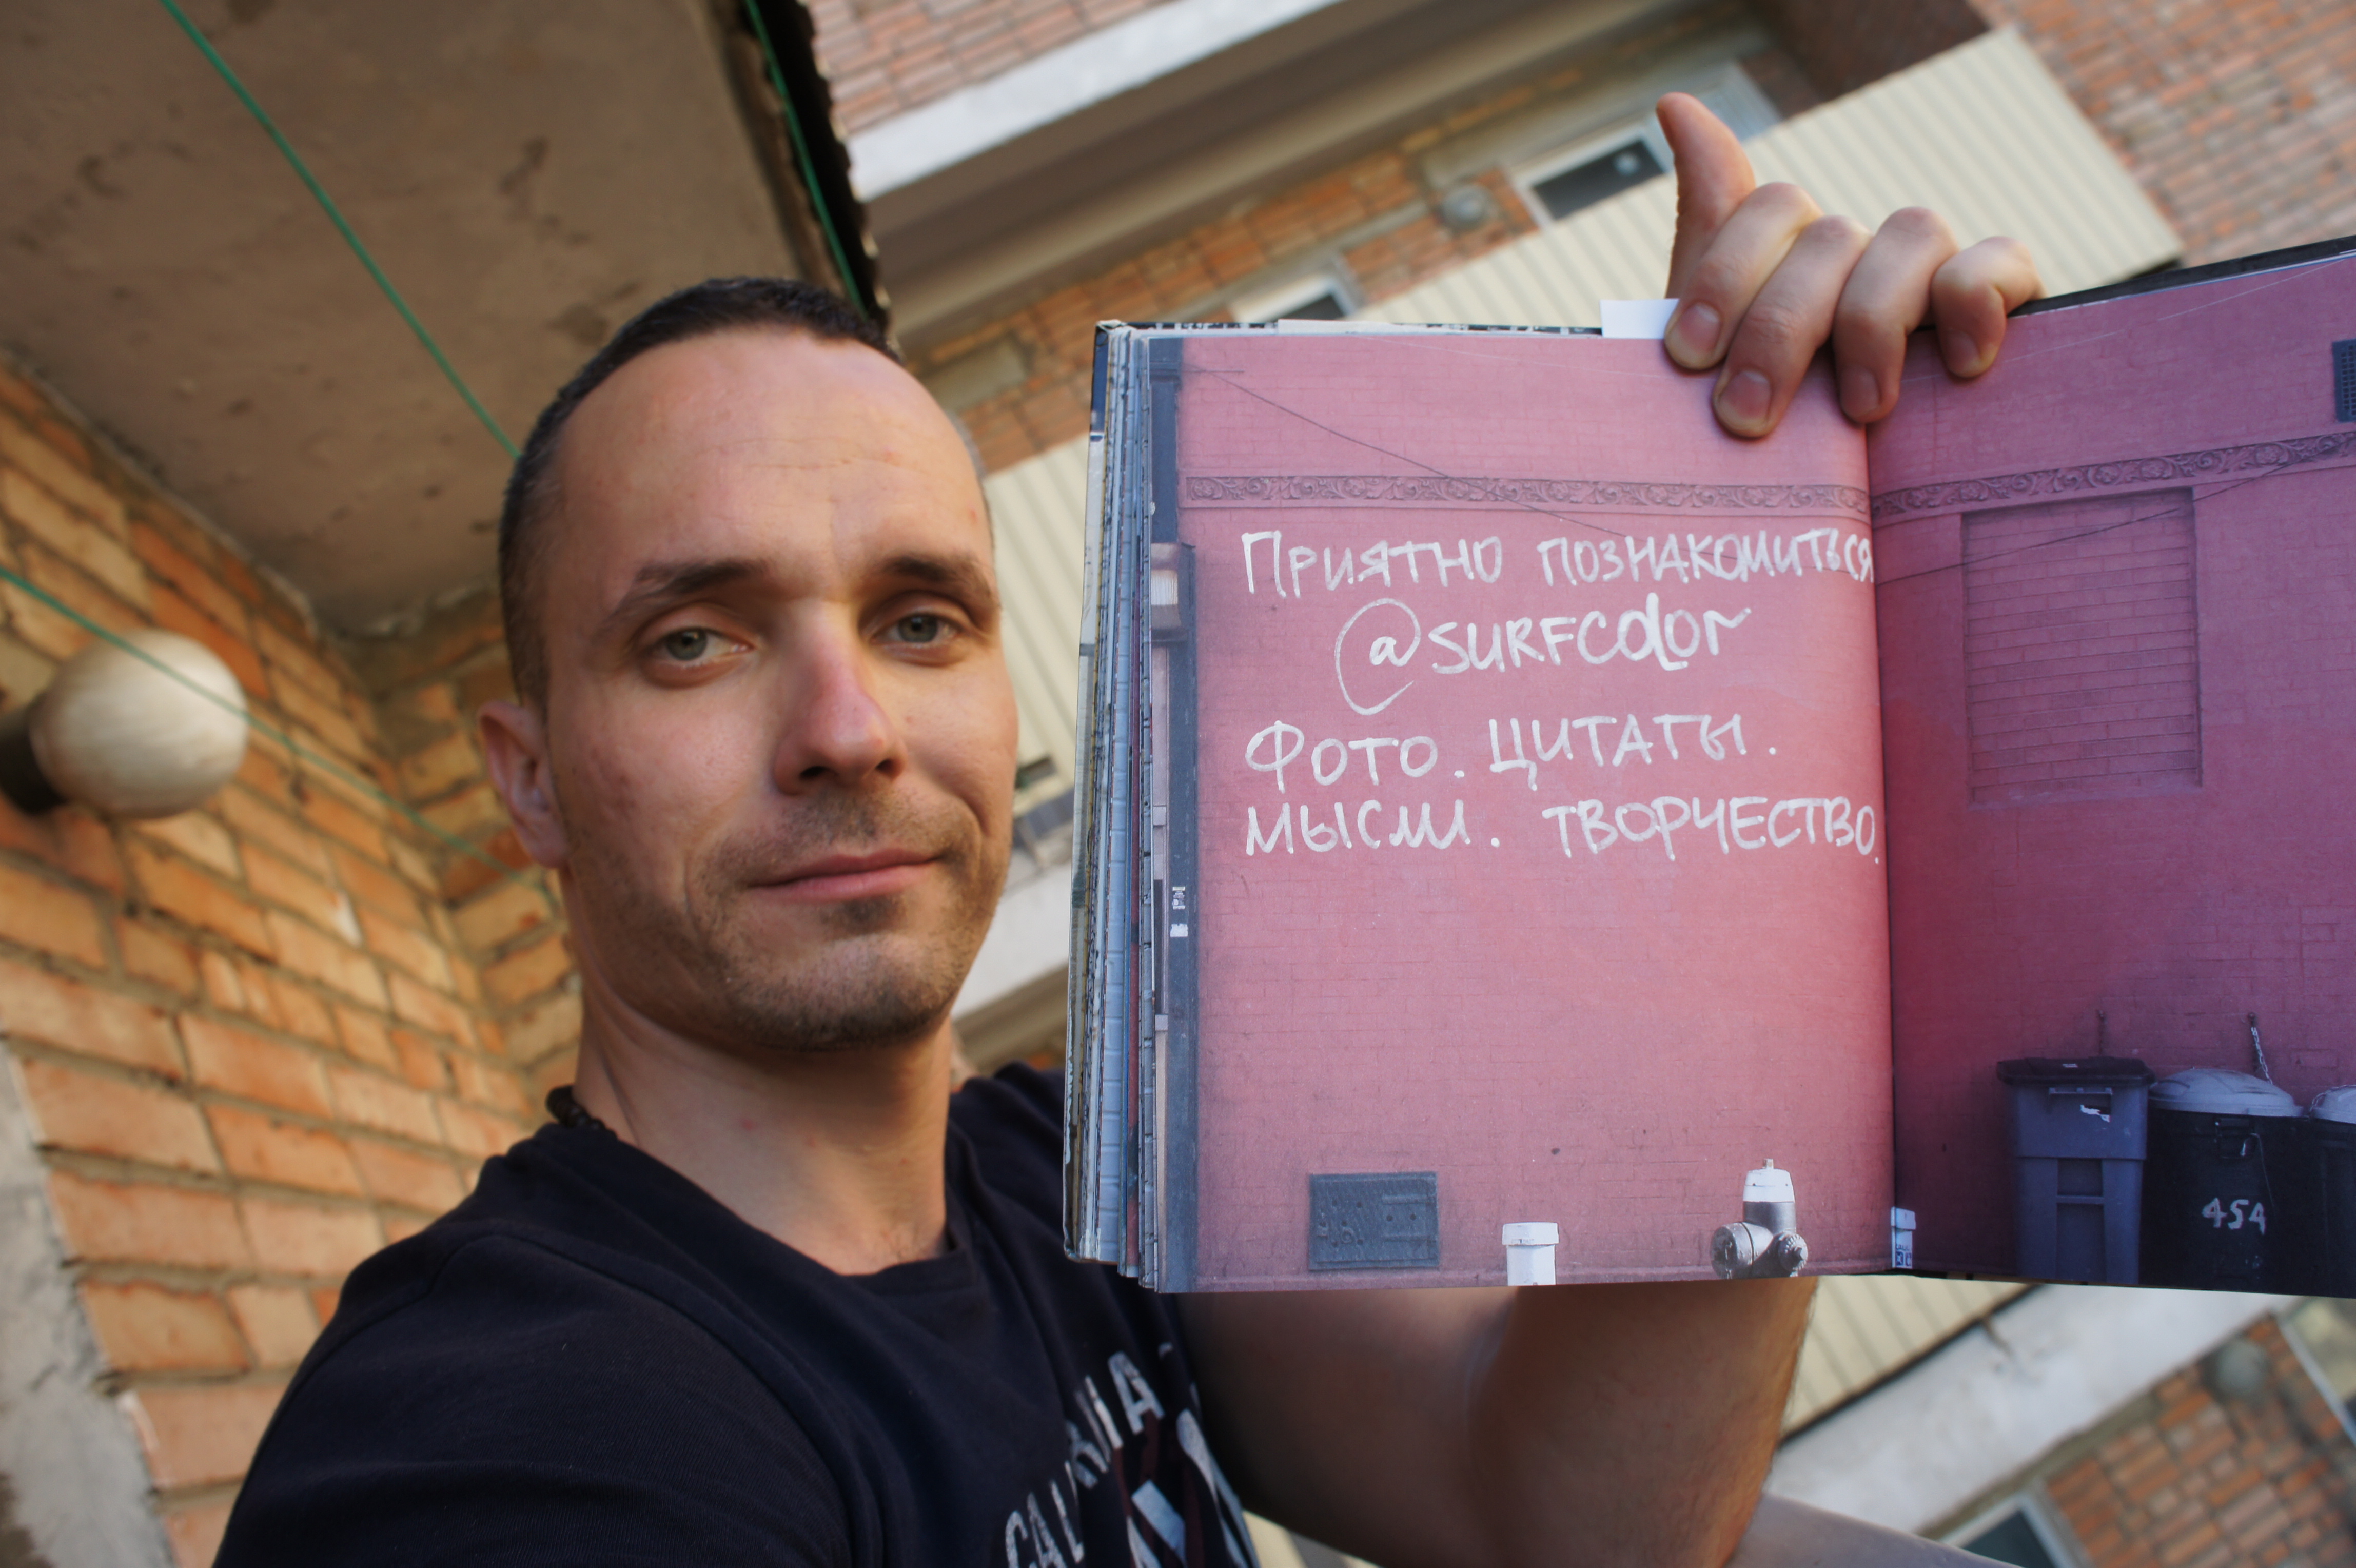 Приятно познакомиться
@surfcolor
Фото. Цитаты.
Мысли. Творчество.
454